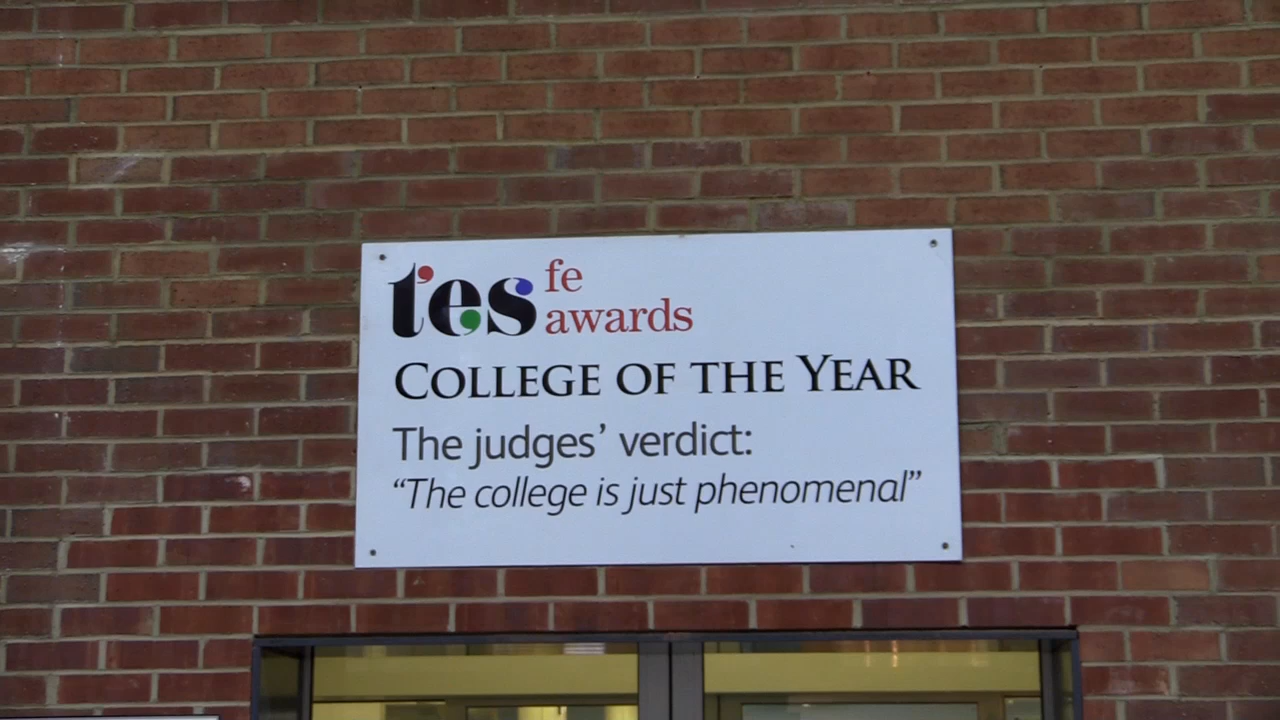 tes fe
awards
COLLEGE OF THE YEAR
The judges’ verdict:
“The college is just phenomenal”